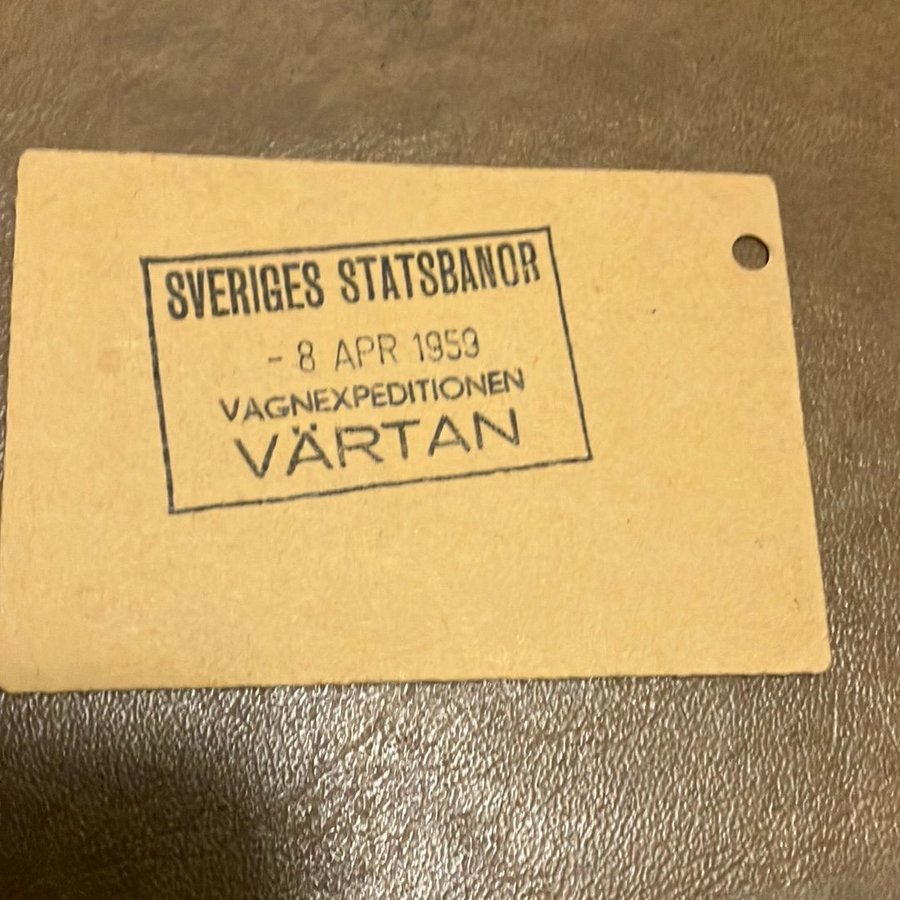 SVERIGES STATSBANOR
- 8 APR 1959
VAGNEXPEDITIONEN
VÄRTAN